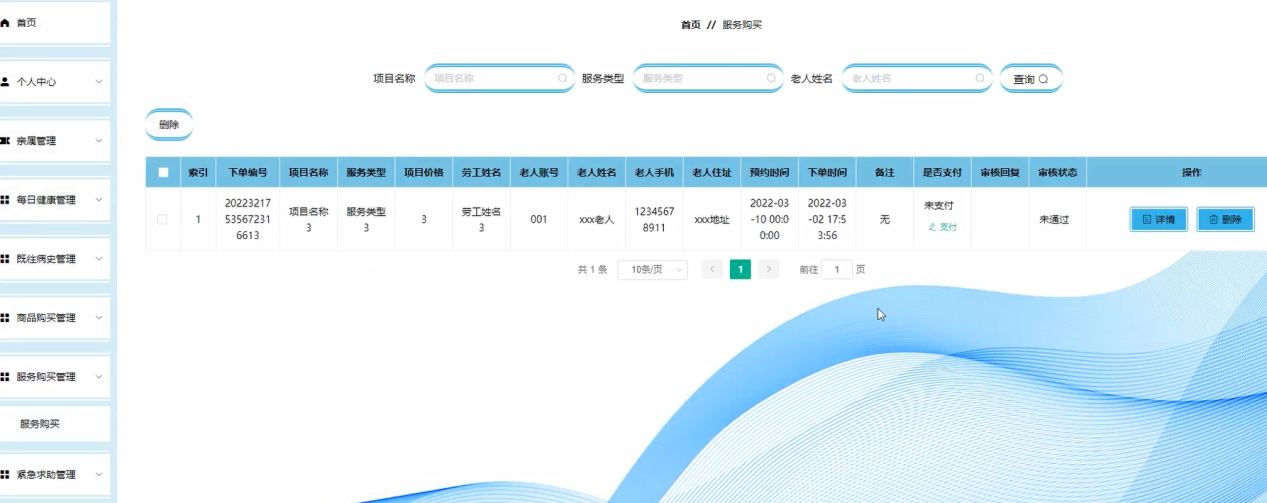 首页
个人中心
亲属管理
每日健康管理
既往病史管理
商品购买管理
服务购买管理
服务购买
紧急求助管理
首页 // 服务购买
项目名称 项目名称 服务类型 服务类型 老人姓名 老人姓名 查询
删除
索引 下单编号 项目名称 服务类型 项目价格 劳工姓名 老人账号 老人姓名 老人手机 老人住址 预约时间 下单时间 备注 是否支付 审核回复 审核状态 操作
1
20223217
53567231
6613
项目名称
3
服务类型
3
3
劳工姓名
3
001
xxx老人
1234567
8911
xxx地址
2022-03
-10 00:0
0:00
2022-03
-02 17:5
3:56
无
未支付
支付
未通过
详情 删除
共 1 条 10条/页 1 前往 1 页